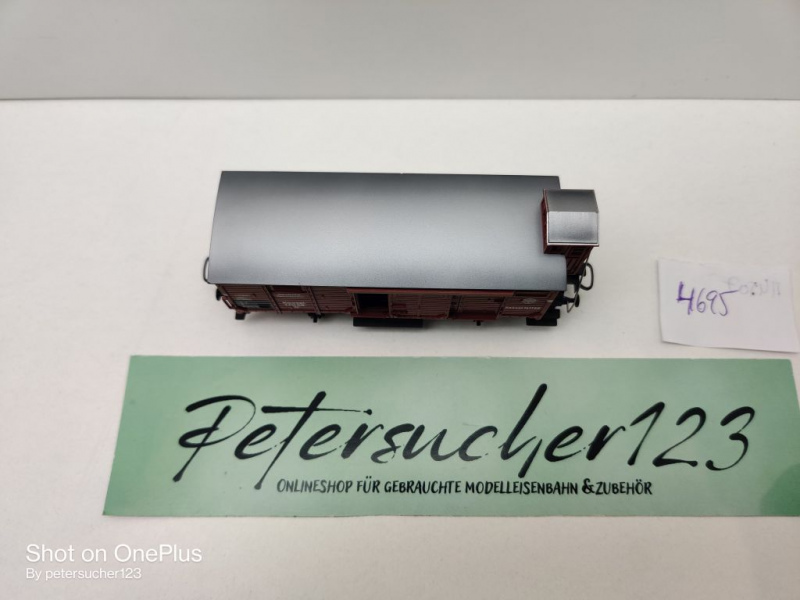 4695
Petersucher123
ONLINESHOP FÜR GEBRAUCHTE MODELLEISENBAHN & ZUBEHÖR
Shot on OnePlus
By petersucher123